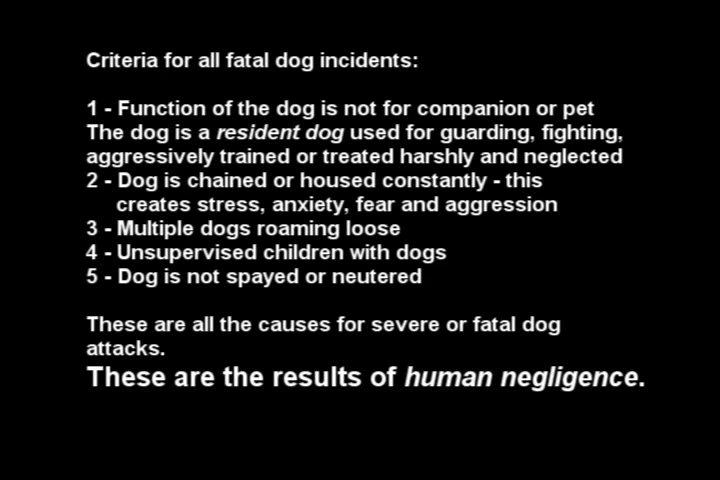 Criteria for all fatal dog incidents:
1 - Function of the dog is not for companion or pet
The dog is a resident dog used for guarding, fighting,
aggressively trained or treated harshly and neglected
2 - Dog is chained or housed constantly - this
creates stress, anxiety, fear and aggression
3 - Multiple dogs roaming loose
4 - Unsupervised children with dogs
5 - Dog is not spayed or neutered
These are all the causes for severe or fatal dog
attacks.
These are the results of human negligence.